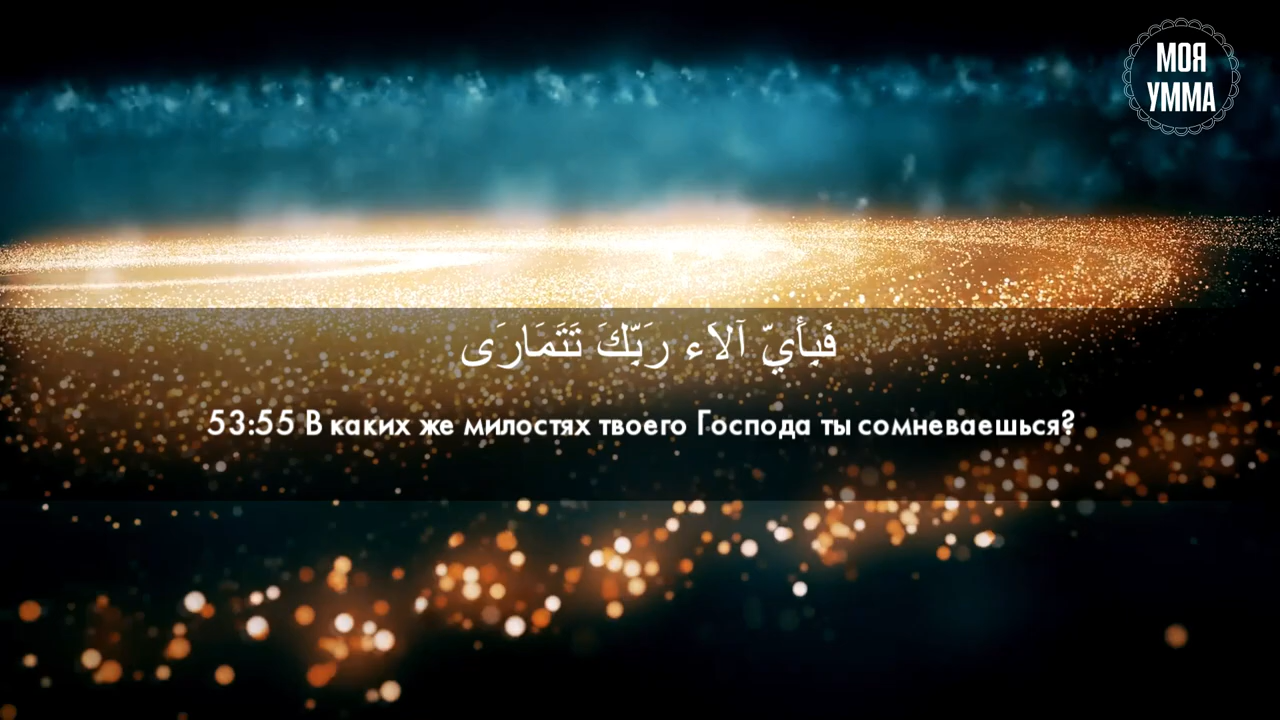 МОЯ
УММА
فَبِأَيِّ آلَاء رَبِّكَ تَتَمَارَى
53:55 В каких же милостях твоего Господа ты сомневаешься?